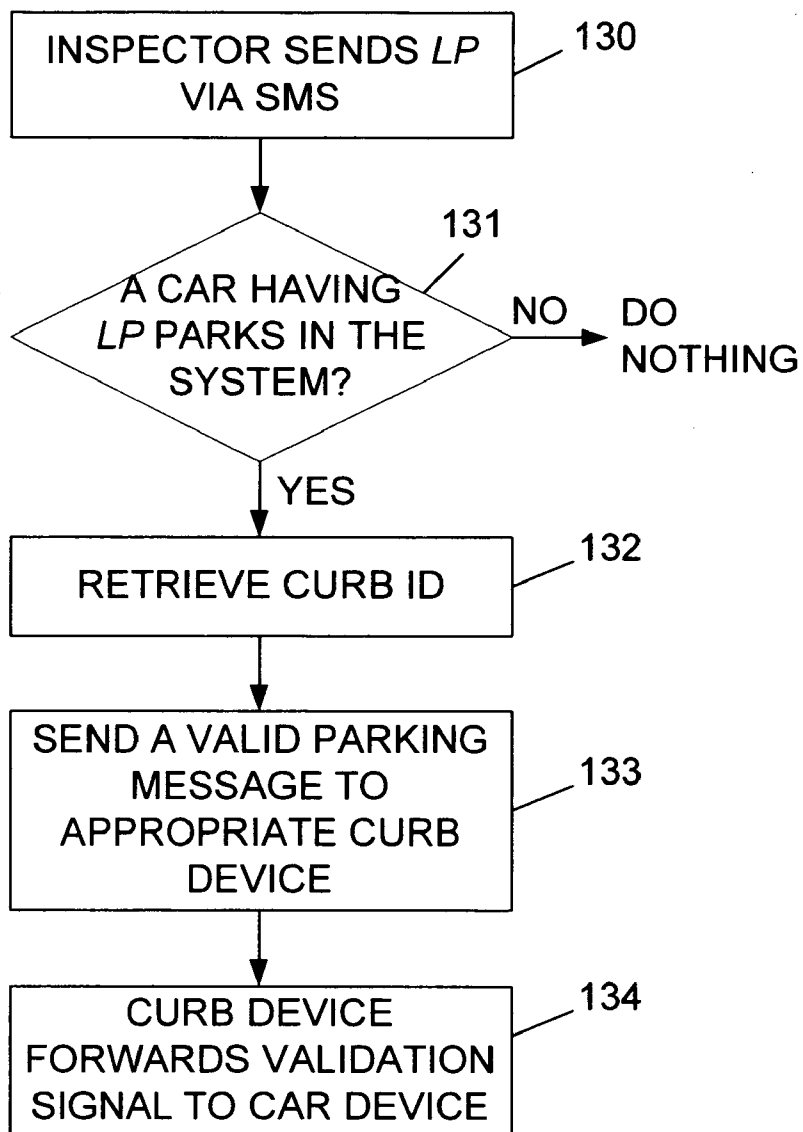 INSPECTOR SENDS LP
VIA SMS
130
131
A CAR HAVING
LP PARKS IN THE
SYSTEM?
NO
DO
NOTHING
YES
132
RETRIEVE CURB ID
SEND A VALID PARKING
MESSAGE TO
APPROPRIATE CURB
DEVICE
133
134
CURB DEVICE
FORWARDS VALIDATION
SIGNAL TO CAR DEVICE